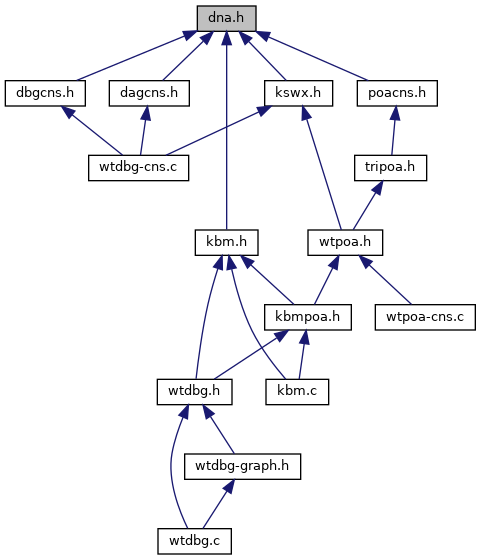 dna.h
dbgcns.h
dagcns.h
kswx.h
poacns.h
wtdbg-cns.c
tripoa.h
kbm.h
wtpoa.h
kbmpoa.h
wtpoa-cns.c
wtdbg.h
kbm.c
wtdbg-graph.h
wtdbg.c